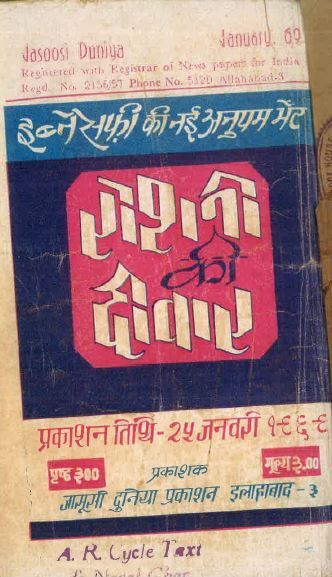 Jasoosi Duniya January. 69
Registered with Registrar of News papers for India
Regd. No. 2156/57 Phone No. 5320 Allahabad-3
इब्ने सफ़ी की नई अनुपम भेंट
रोशनी
की
दीवार
प्रकाशन तिथि - २५ जनवरी १९६९
पृष्ठ ३००
मूल्य ३.००
प्रकाशक
जासूसी दुनिया प्रकाशन इलाहाबाद - ३
A. R. Cycle Taxt